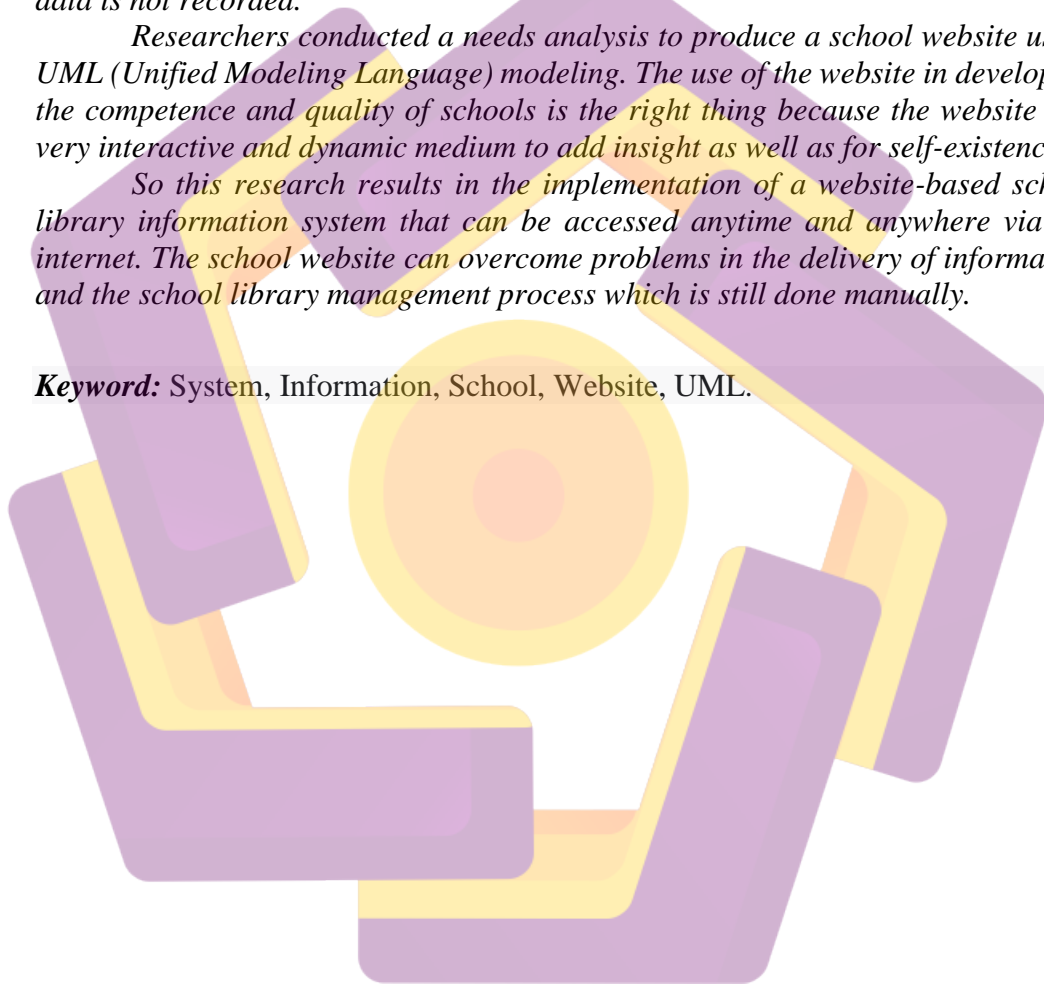 data is not recorded.
Researchers conducted a needs analysis to produce a school website u
UML (Unified Modeling Language) modeling. The use of the website in develop
the competence and quality of schools is the right thing because the website
very interactive and dynamic medium to add insight as well as for self-existenc
So this research results in the implementation of a website-based sch
library information system that can be accessed anytime and anywhere via
internet. The school website can overcome problems in the delivery of informa
and the school library management process which is still done manually.
Keyword: System, Information, School, Website, UML.